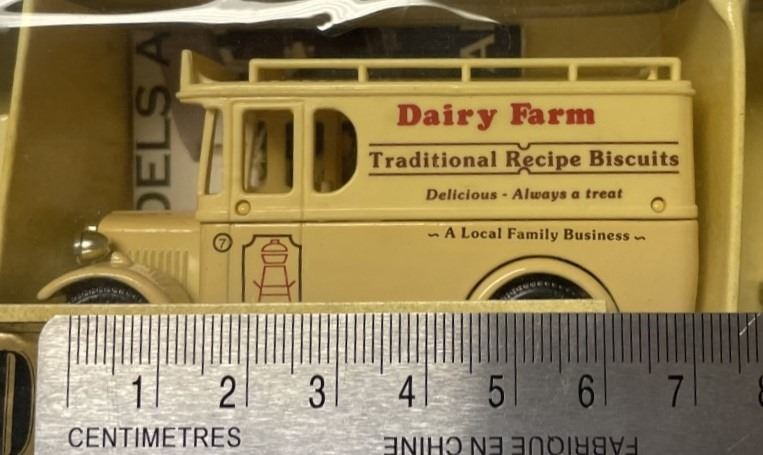 DELS A
Dairy Farm
Traditional Recipe Biscuits
Delicious - Always a treat
~ A Local Family Business ~
7
1 2 3 4 5 6 7 8
CENTIMETRES
FABRIQUE EN CHINE